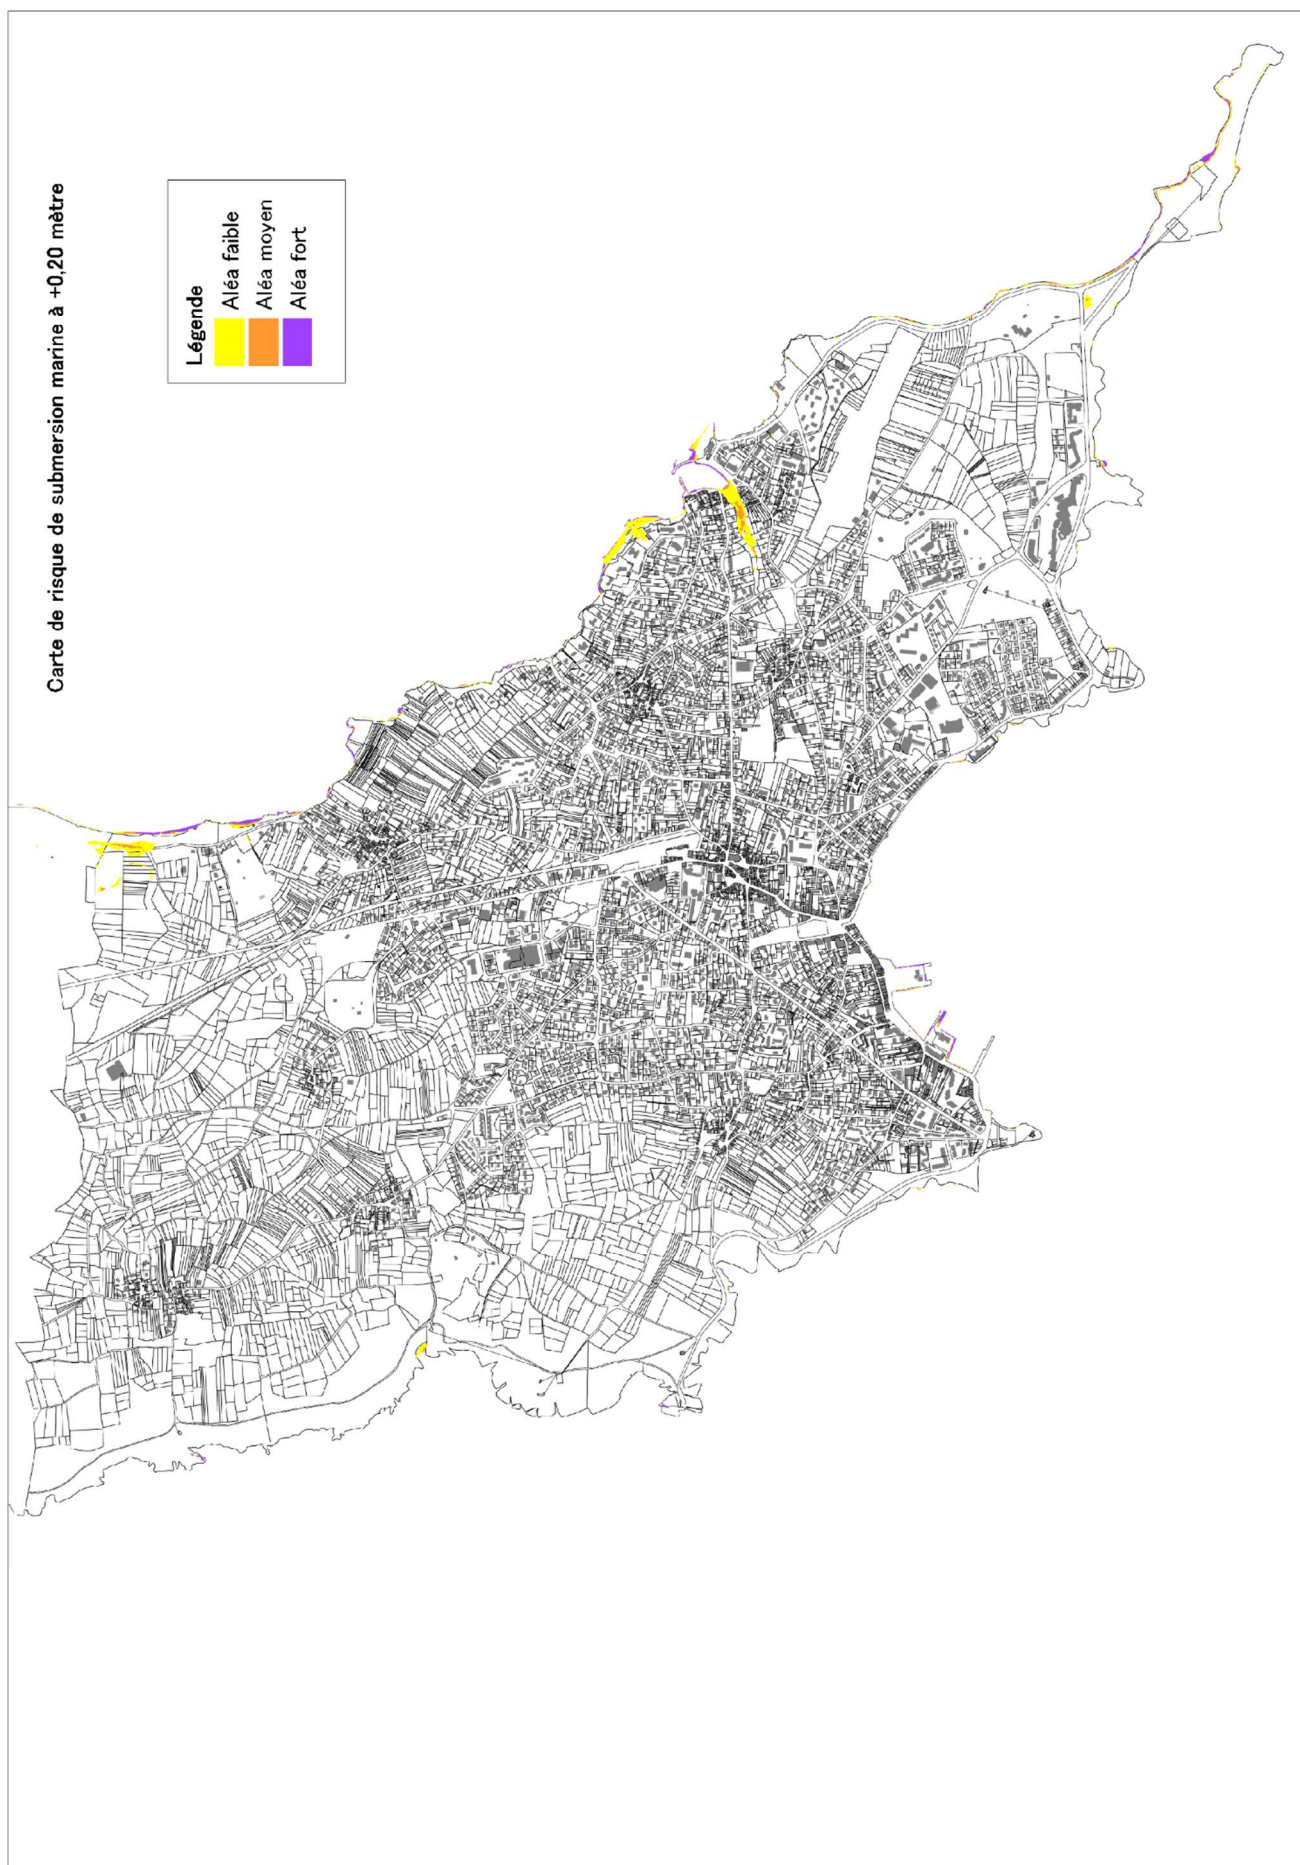 Carte de risque de submersion marine à +0,20 mètre
Légende
Aléa faible
Aléa moyen
Aléa fort